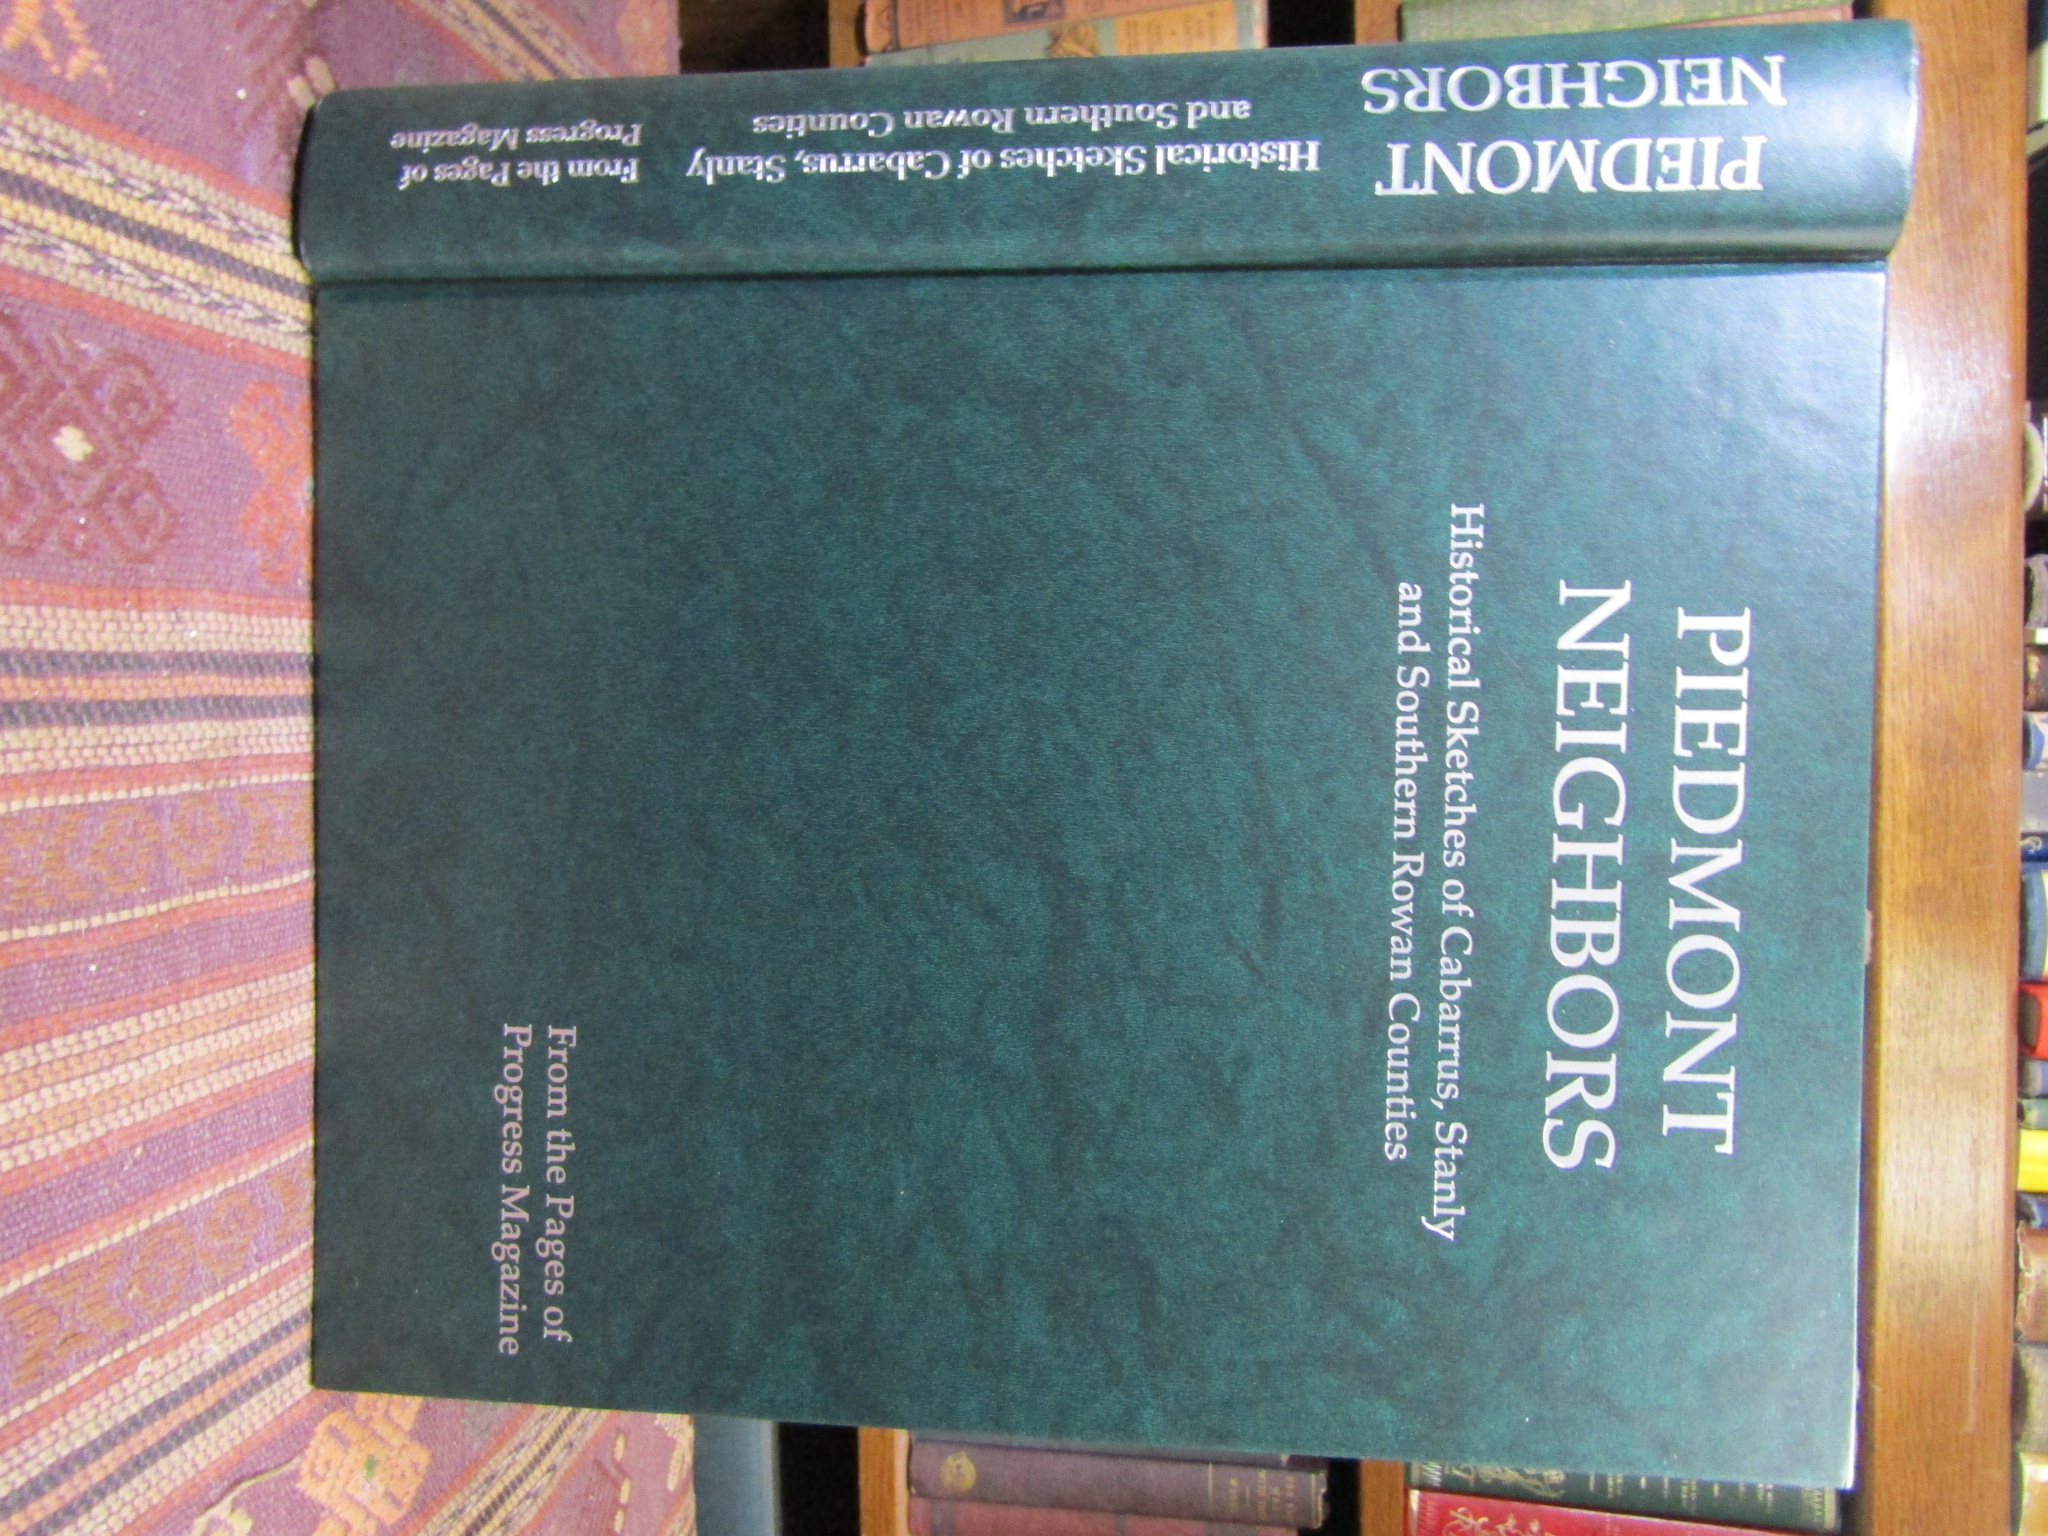 PIEDMONT
NEIGHBORS
Historical Sketches of Cabarrus, Stanly
and Southern Rowan Counties
From the Pages of
Progress Magazine
PIEDMONT
NEIGHBORS
Historical Sketches of Cabarrus, Stanly
and Southern Rowan Counties
From the Pages of
Progress Magazine